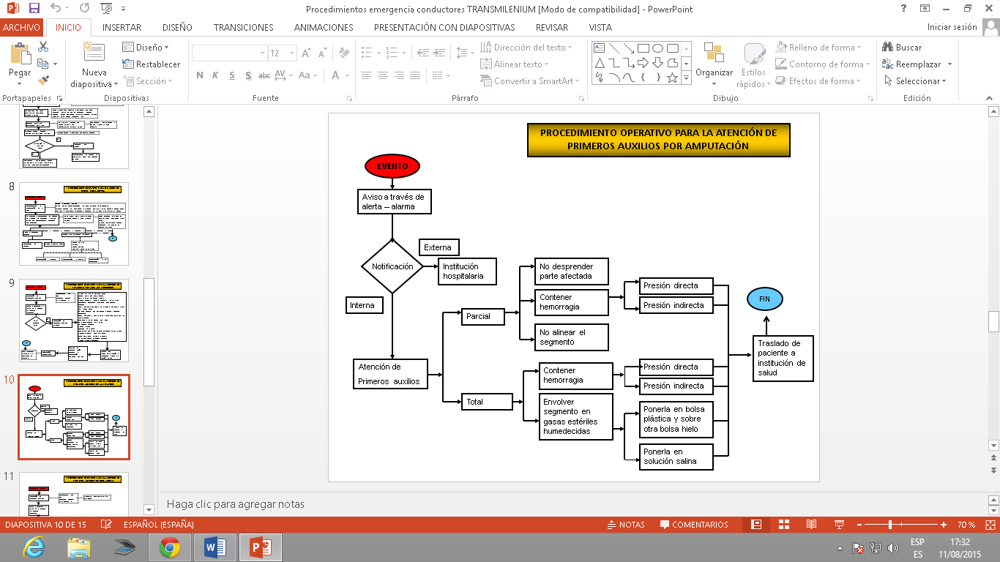 Procedimientos emergencia conductores TRANSMILENIUM [Modo de compatibilidad] - PowerPoint
ARCHIVO INICIO INSERTAR DISEÑO TRANSICIONES ANIMACIONES PRESENTACIÓN CON DIAPOSITIVAS REVISAR VISTA Iniciar sesión
Pegar
Nueva diapositiva
Diseño
Restablecer
Sección
12
N K S S abc AV Aa A
Dirección del texto
Alinear texto
Convertir a SmartArt
Organizar
Estilos rápidos
Relleno de forma
Contorno de forma
Efectos de forma
Buscar
Reemplazar
Seleccionar
Portapapeles Diapositivas Fuente Párrafo Dibujo Edición
8
9
10
11
PROCEDIMIENTO OPERATIVO PARA LA ATENCIÓN DE
PRIMEROS AUXILIOS POR AMPUTACIÓN
EVENTO
Aviso a través de
alerta – alarma
Notificación
Externa
Institución
hospitalaria
Interna
Atención de
Primeros auxilios
Parcial
No desprender
parte afectada
Contener
hemorragia
No alinear el
segmento
Presión directa
Presión indirecta
Total
Contener
hemorragia
Envolver
segmento en
gasas estériles
humedecidas
Presión directa
Presión indirecta
Ponerla en bolsa
plástica y sobre
otra bolsa hielo
Ponerla en
solución salina
Traslado de
paciente a
institución de
salud
FIN
Haga clic para agregar notas
DIAPOSITIVA 10 DE 15 ESPAÑOL (ESPAÑA) NOTAS COMENTARIOS 70 %
ESP
ES
17:32
11/08/2015